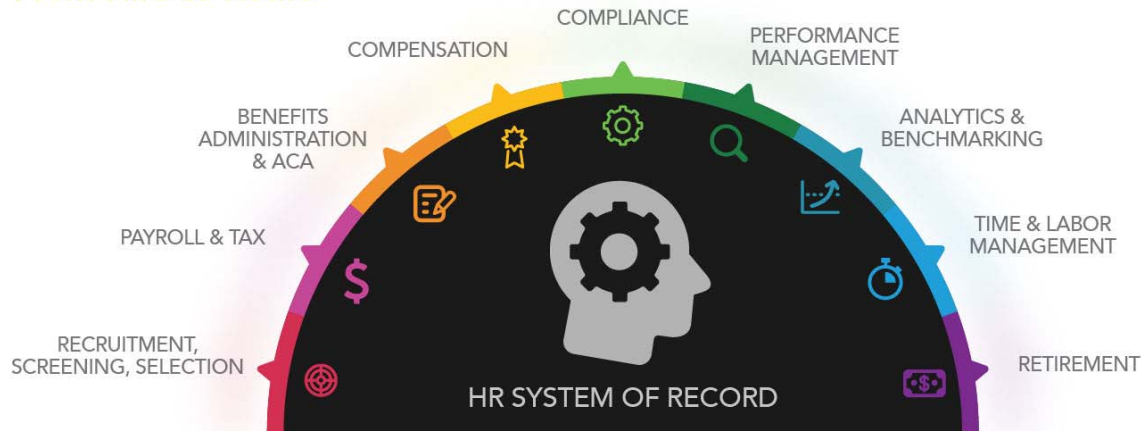 COMPLIANCE
COMPENSATION
PERFORMANCE
MANAGEMENT
BENEFITS
ADMINISTRATION
& ACA
ANALYTICS &
BENCHMARKING
PAYROLL & TAX
TIME & LABOR
MANAGEMENT
RECRUITMENT,
SCREENING, SELECTION
RETIREMENT
HR SYSTEM OF RECORD